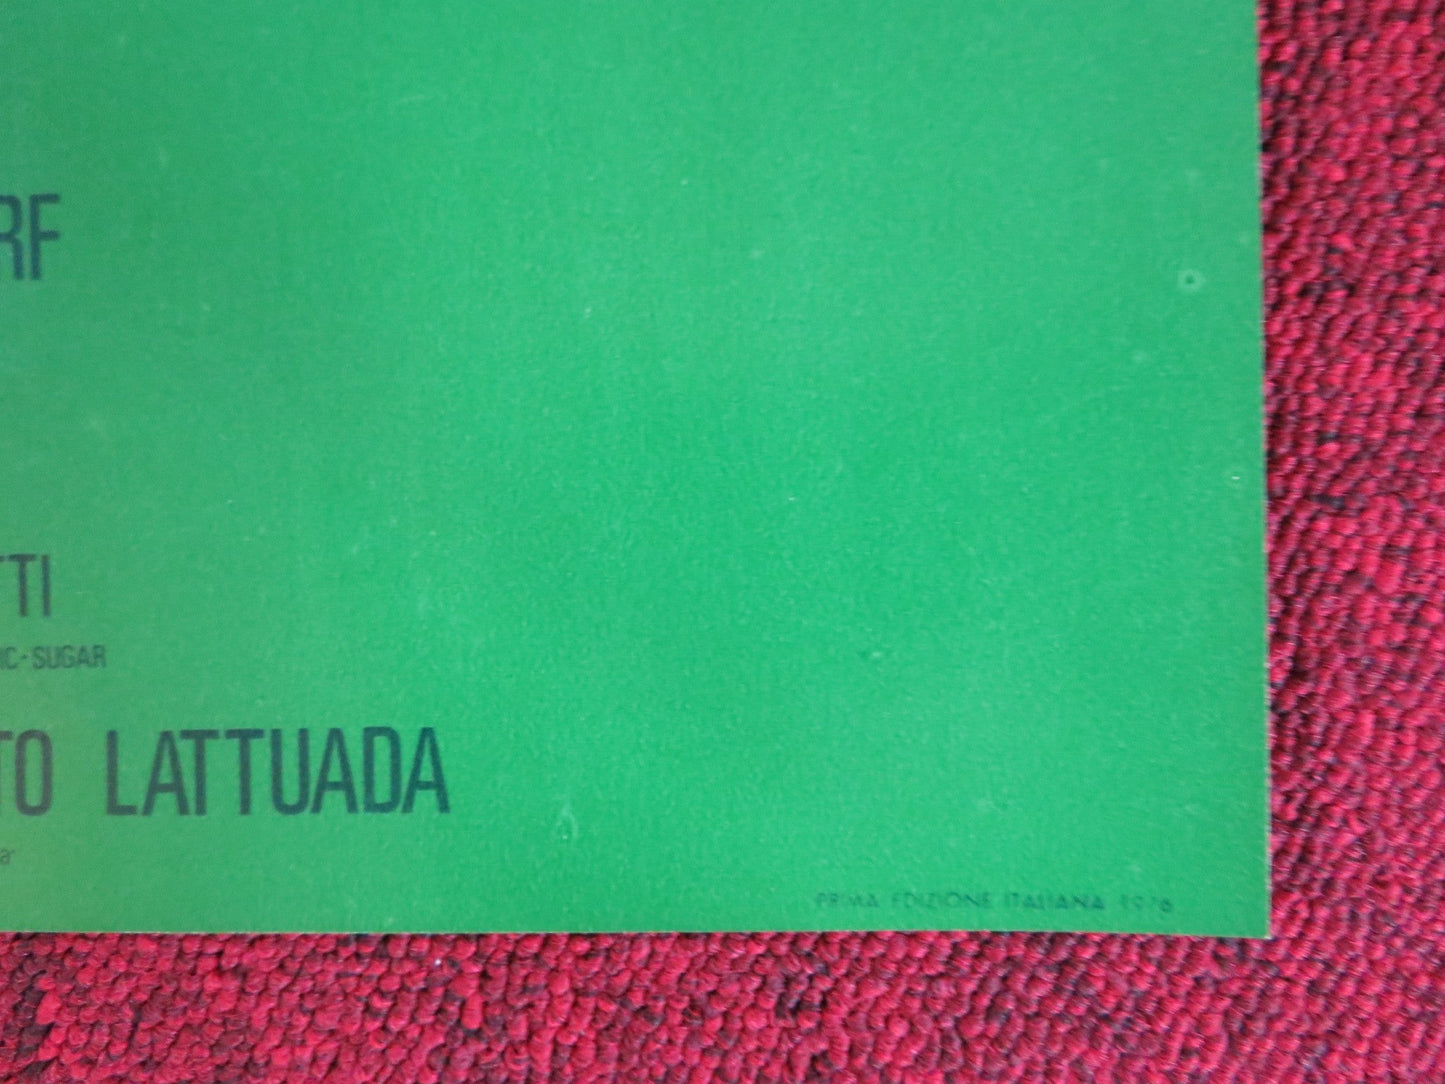 RF
TTI
IC-SUGAR
TO LATTUADA
a"
PRIMA EDIZIONE ITALIANA 1976